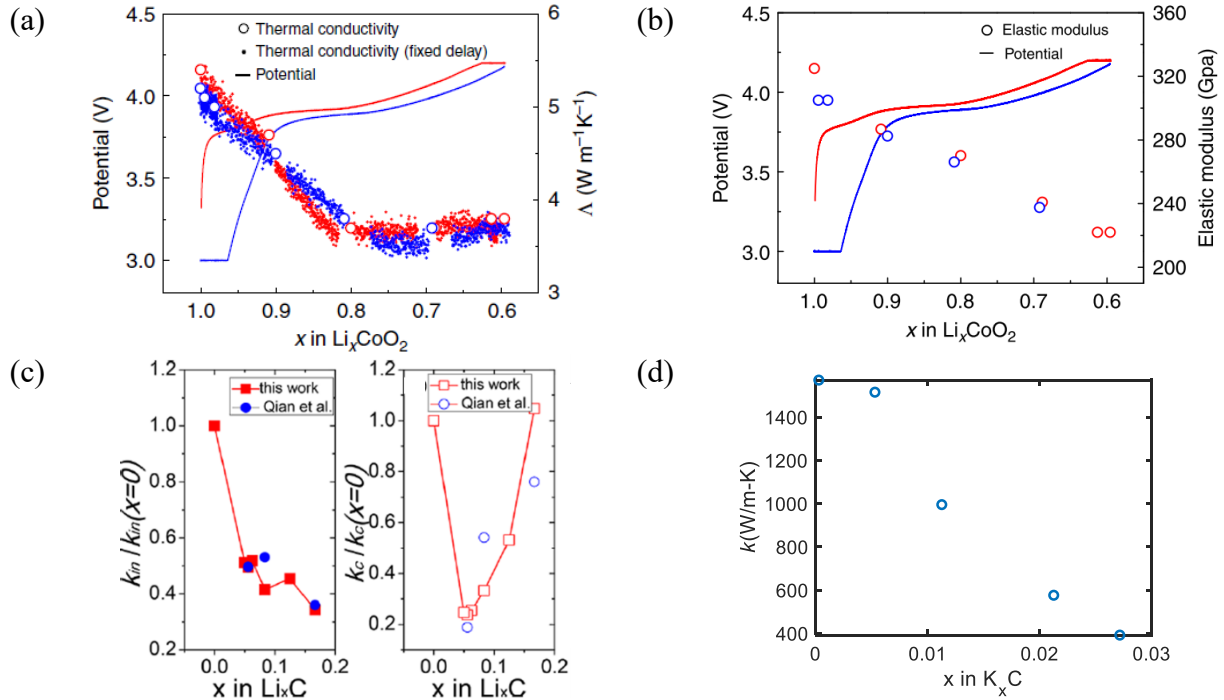 (a)
4.5
4.0
3.5
3.0
Potential (V)
Thermal conductivity
Thermal conductivity (fixed delay)
Potential
6
5
4
3
Λ (W m⁻¹K⁻¹)
1.0 0.9 0.8 0.7 0.6
x in LiₓCoO₂
(b)
4.5
4.0
3.5
3.0
Potential (V)
Elastic modulus
Potential
360
320
280
240
200
Elastic modulus (Gpa)
1.0 0.9 0.8 0.7 0.6
x in LiₓCoO₂
(c)
1.2
1.0
0.8
0.6
0.4
0.2
k_in / k_in(x=0)
this work
Qian et al.
0.0 0.1 0.2
x in LiₓC
1.2
1.0
0.8
0.6
0.4
0.2
k_c / k_c(x=0)
this work
Qian et al.
0.0 0.1 0.2
x in LiₓC
(d)
1400
1000
800
600
400
k(W/m-K)
0 0.01 0.02 0.03
x in KₓC